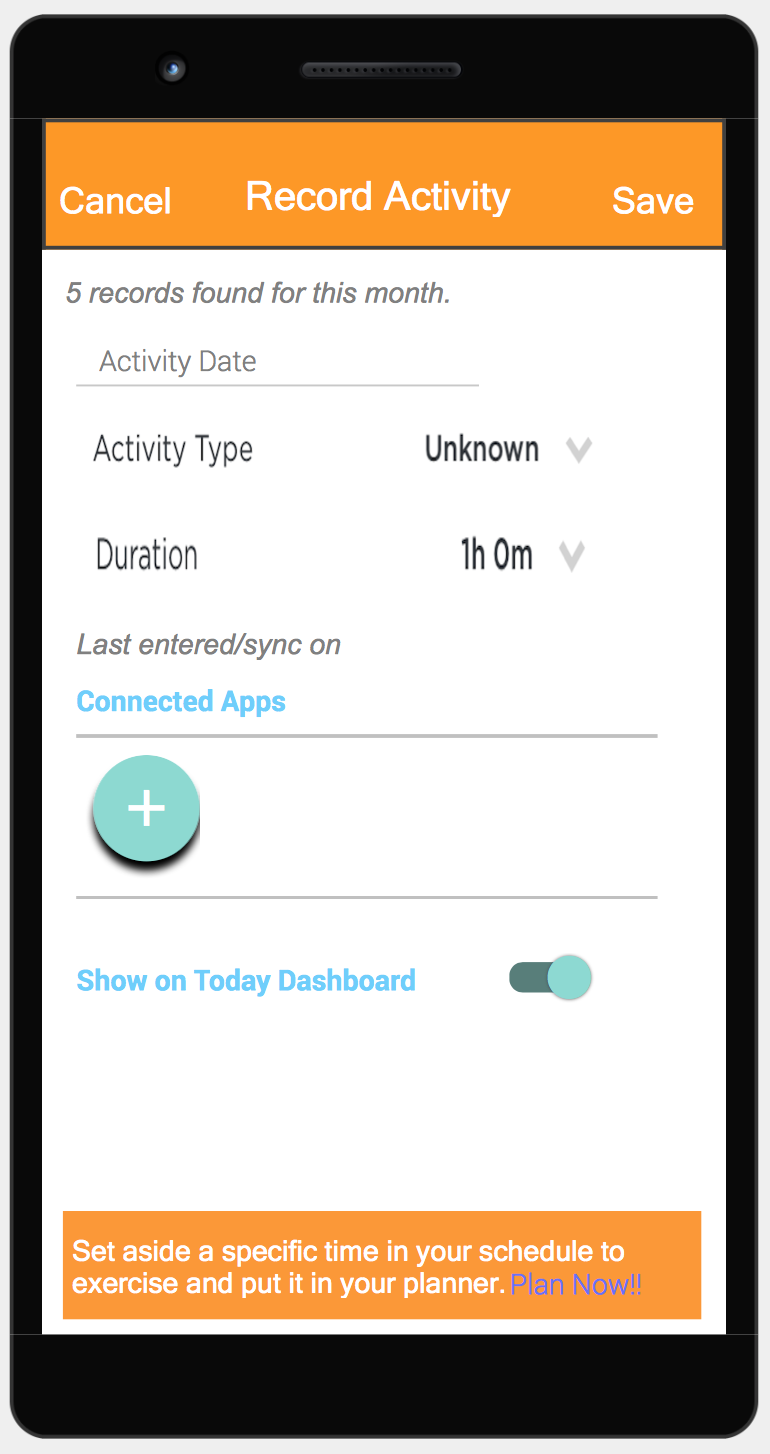 Cancel Record Activity Save
5 records found for this month.
Activity Date
Activity Type Unknown
Duration 1h 0m
Last entered/sync on
Connected Apps
+
Show on Today Dashboard
Set aside a specific time in your schedule to
exercise and put it in your planner. Plan Now!!